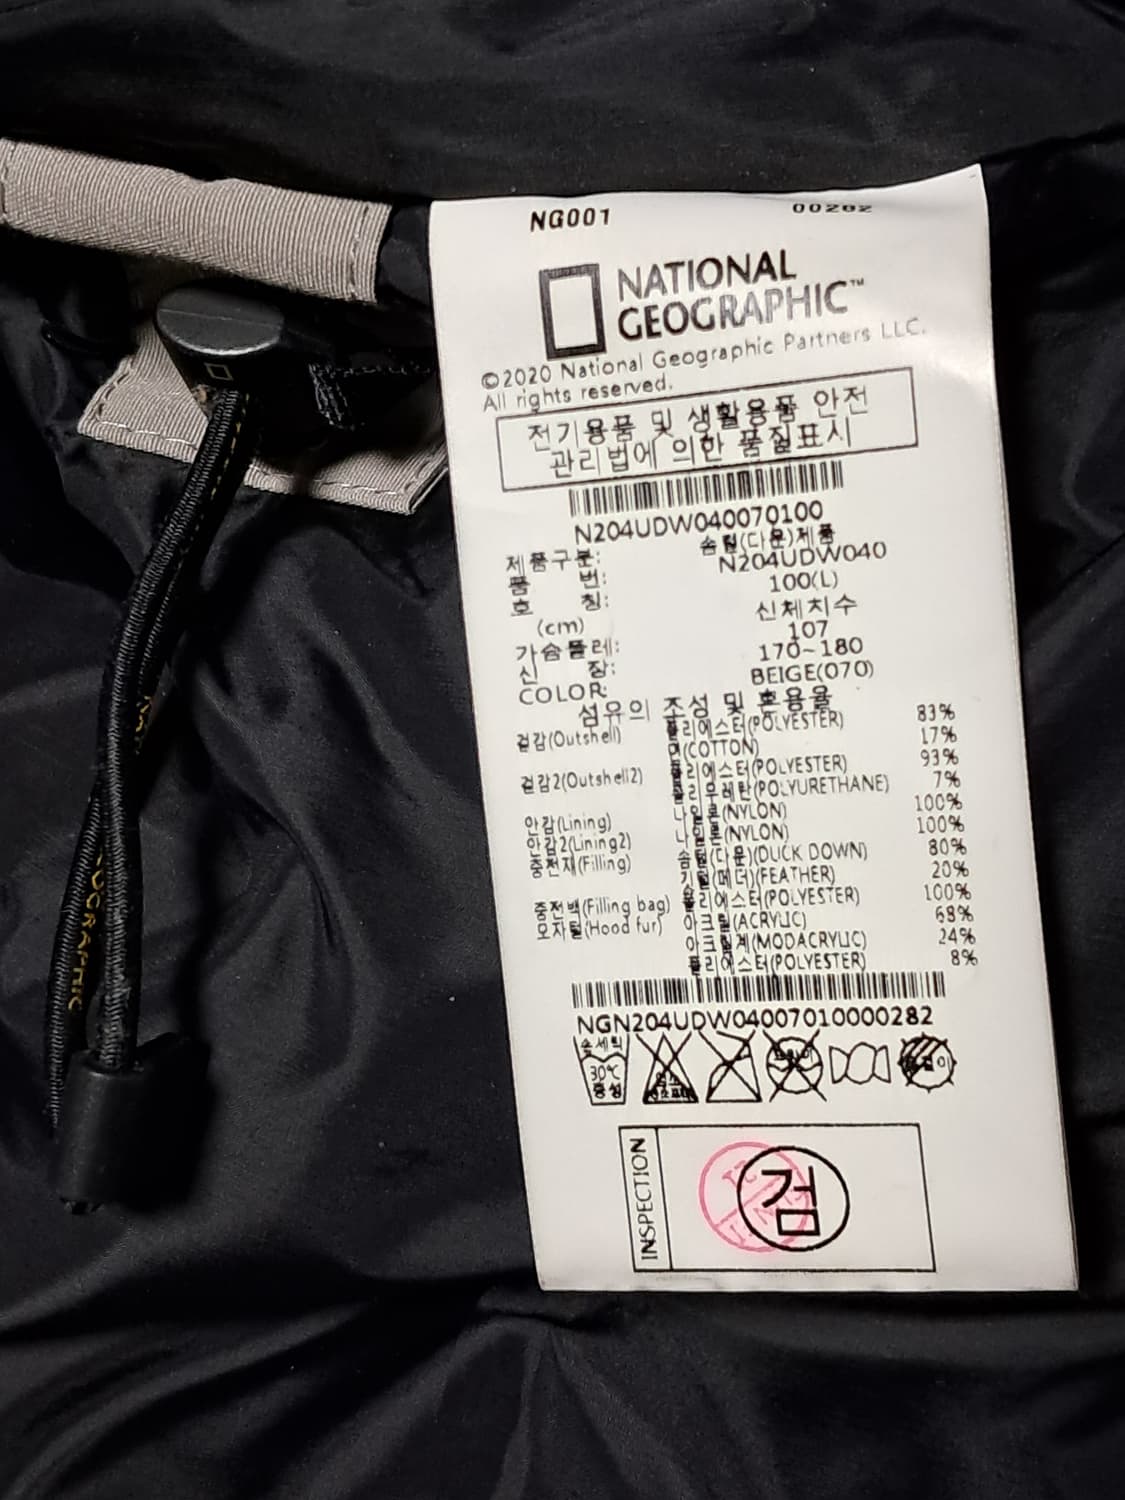 NG001 00282
NATIONAL
GEOGRAPHIC™
©2020 National Geographic Partners LLC.
All rights reserved.
전기용품 및 생활용품 안전
관리법에 의한 품질표시
N204UDW040070100
제품구분: 솜털(다운)제품
품 번: N204UDW040
호 칭: 100(L)
(cm) 신체치수
가슴둘레: 107
신 장: 170~180
COLOR: BEIGE(070)
섬유의 조성 및 혼용율
겉감(Outshell) 폴리에스터(POLYESTER) 83%
면(COTTON) 17%
겉감2(Outshell2) 폴리에스터(POLYESTER) 93%
폴리우레탄(POLYURETHANE) 7%
안감(Lining) 나일론(NYLON) 100%
안감2(Lining2) 나일론(NYLON) 100%
충전재(Filling) 솜털(다운)(DUCK DOWN) 80%
깃털(페더)(FEATHER) 20%
충전백(Filling bag) 폴리에스터(POLYESTER) 100%
모자털(Hood fur) 아크릴(ACRYLIC) 68%
아크릴계(MODACRYLIC) 24%
폴리에스터(POLYESTER) 8%
NGN204UDW04007010000282
손세탁
30℃
중성
INSPECTION
검